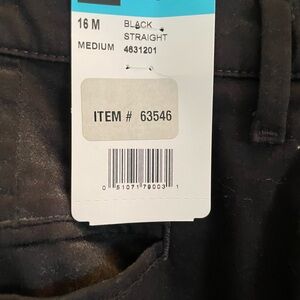 16 M BLACK
STRAIGHT
MEDIUM 4631201
ITEM # 63546
0 51071 79003 1